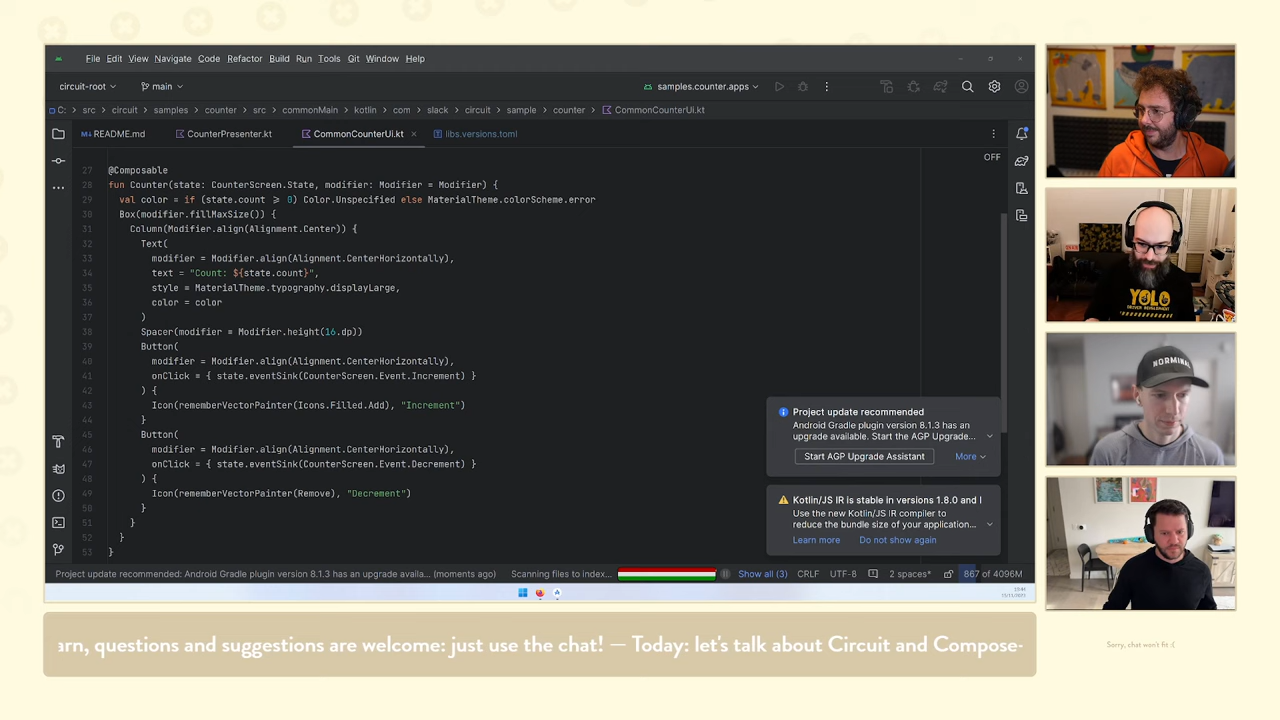 File Edit View Navigate Code Refactor Build Run Tools Git Window Help
circuit-root main samples.counter.apps
C: src circuit samples counter src commonMain kotlin com slack circuit sample counter CommonCounterUi.kt
README.md CounterPresenter.kt CommonCounterUi.kt libs.versions.toml
OFF
27 @Composable
28 fun Counter(state: CounterScreen.State, modifier: Modifier = Modifier) {
29 val color = if (state.count ≥ 0) Color.Unspecified else MaterialTheme.colorScheme.error
30 Box(modifier.fillMaxSize()) {
31 Column(Modifier.align(Alignment.Center)) {
32 Text(
33 modifier = Modifier.align(Alignment.CenterHorizontally),
34 text = "Count: ${state.count}",
35 style = MaterialTheme.typography.displayLarge,
36 color = color
37 )
38 Spacer(modifier = Modifier.height(16.dp))
39 Button(
40 modifier = Modifier.align(Alignment.CenterHorizontally),
41 onClick = { state.eventSink(CounterScreen.Event.Increment) }
42 ) {
43 Icon(rememberVectorPainter(Icons.Filled.Add), "Increment")
44 }
45 Button(
46 modifier = Modifier.align(Alignment.CenterHorizontally),
47 onClick = { state.eventSink(CounterScreen.Event.Decrement) }
48 ) {
49 Icon(rememberVectorPainter(Remove), "Decrement")
50 }
51 }
52 }
53 }
Project update recommended
Android Gradle plugin version 8.1.3 has an
upgrade available. Start the AGP Upgrade...
Start AGP Upgrade Assistant More
Kotlin/JS IR is stable in versions 1.8.0 and l
Use the new Kotlin/JS IR compiler to
reduce the bundle size of your application...
Learn more Do not show again
Project update recommended: Android Gradle plugin version 8.1.3 has an upgrade availa... (moments ago) Scanning files to index... Show all (3) CRLF UTF-8 2 spaces* 867 of 4096M
arn, questions and suggestions are welcome: just use the chat! — Today: let's talk about Circuit and Compose-
YOLO
NORMINAL
Sorry, chat won't fit :(